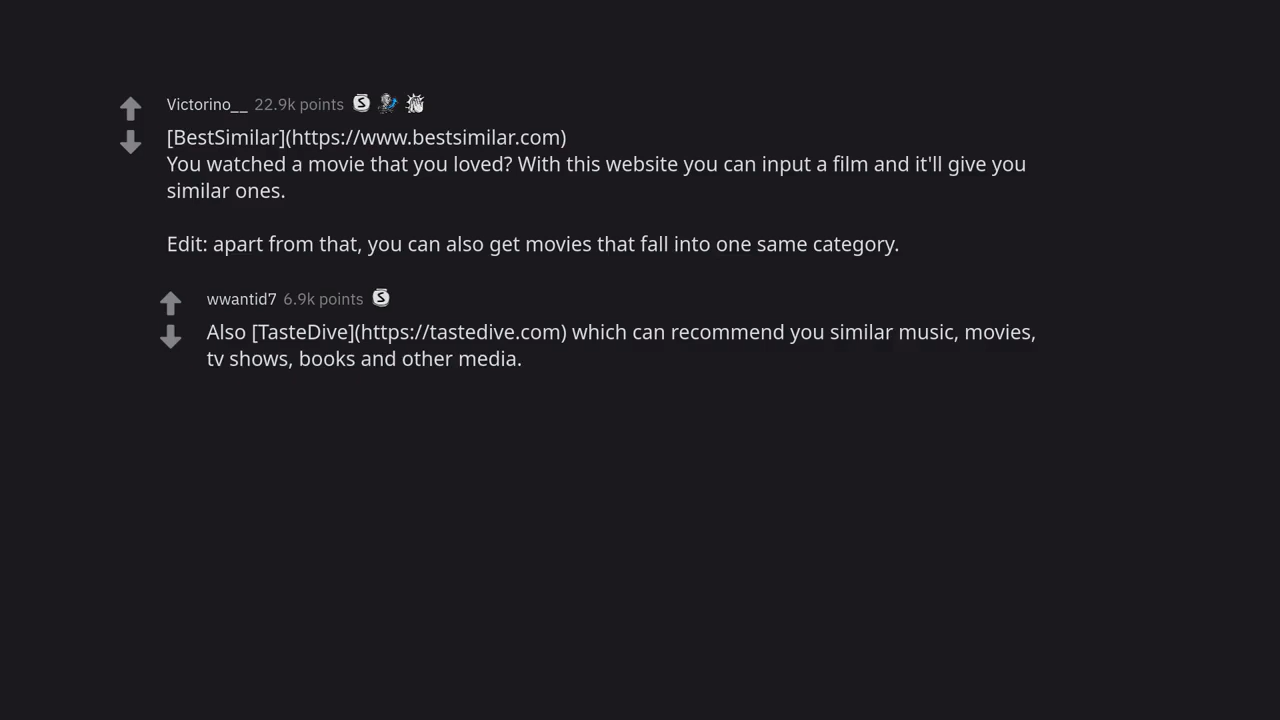 Victorino__ 22.9k points
[BestSimilar](https://www.bestsimilar.com)
You watched a movie that you loved? With this website you can input a film and it'll give you
similar ones.
Edit: apart from that, you can also get movies that fall into one same category.
wwantid7 6.9k points
Also [TasteDive](https://tastedive.com) which can recommend you similar music, movies,
tv shows, books and other media.